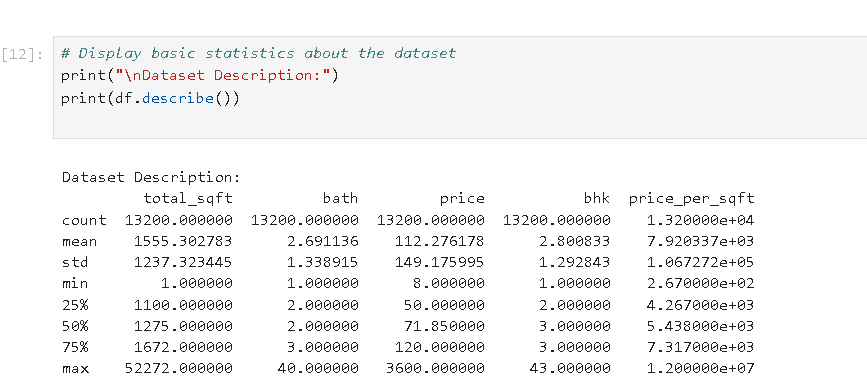 [12]: # Display basic statistics about the dataset
print("\nDataset Description:")
print(df.describe())
Dataset Description:
total_sqft bath price bhk price_per_sqft
count 13200.000000 13200.000000 13200.000000 13200.000000 1.320000e+04
mean 1555.302783 2.691136 112.276178 2.800833 7.920337e+03
std 1237.323445 1.338915 149.175995 1.292843 1.067272e+05
min 1.000000 1.000000 8.000000 1.000000 2.670000e+02
25% 1100.000000 2.000000 50.000000 2.000000 4.267000e+03
50% 1275.000000 2.000000 71.850000 3.000000 5.438000e+03
75% 1672.000000 3.000000 120.000000 3.000000 7.317000e+03
max 52272.000000 40.000000 3600.000000 43.000000 1.200000e+07